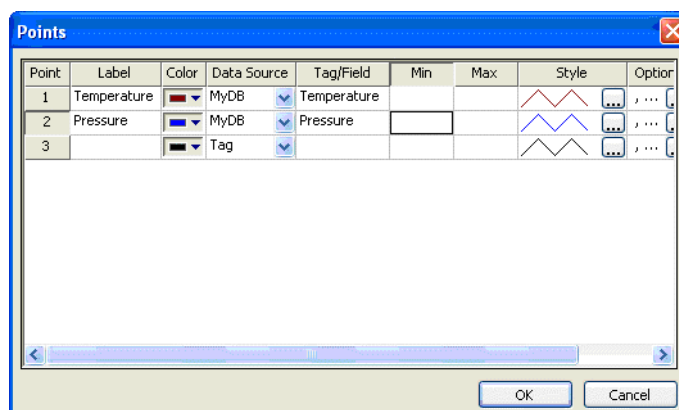 Points
Point Label Color Data Source Tag/Field Min Max Style Option
1 Temperature MyDB Temperature ... , ...
2 Pressure MyDB Pressure ... , ...
3 Tag ... , ...
OK Cancel